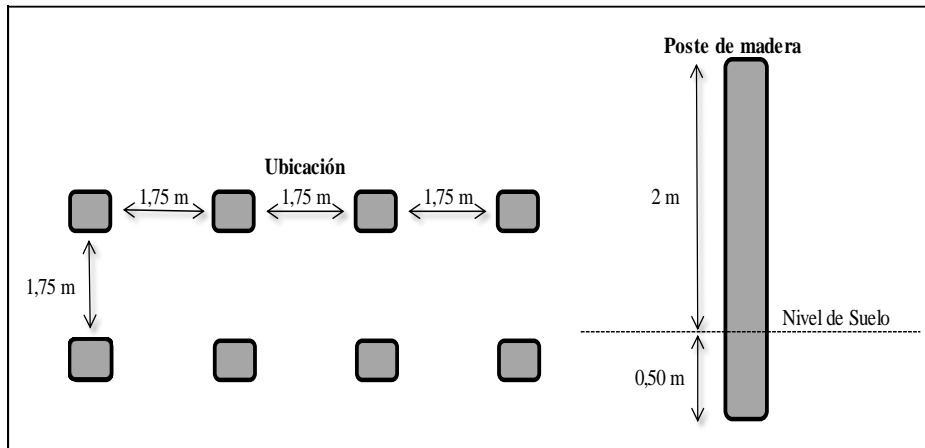 Poste de madera
Ubicación
1,75 m
1,75 m
1,75 m
2 m
1,75 m
Nivel de Suelo
0,50 m